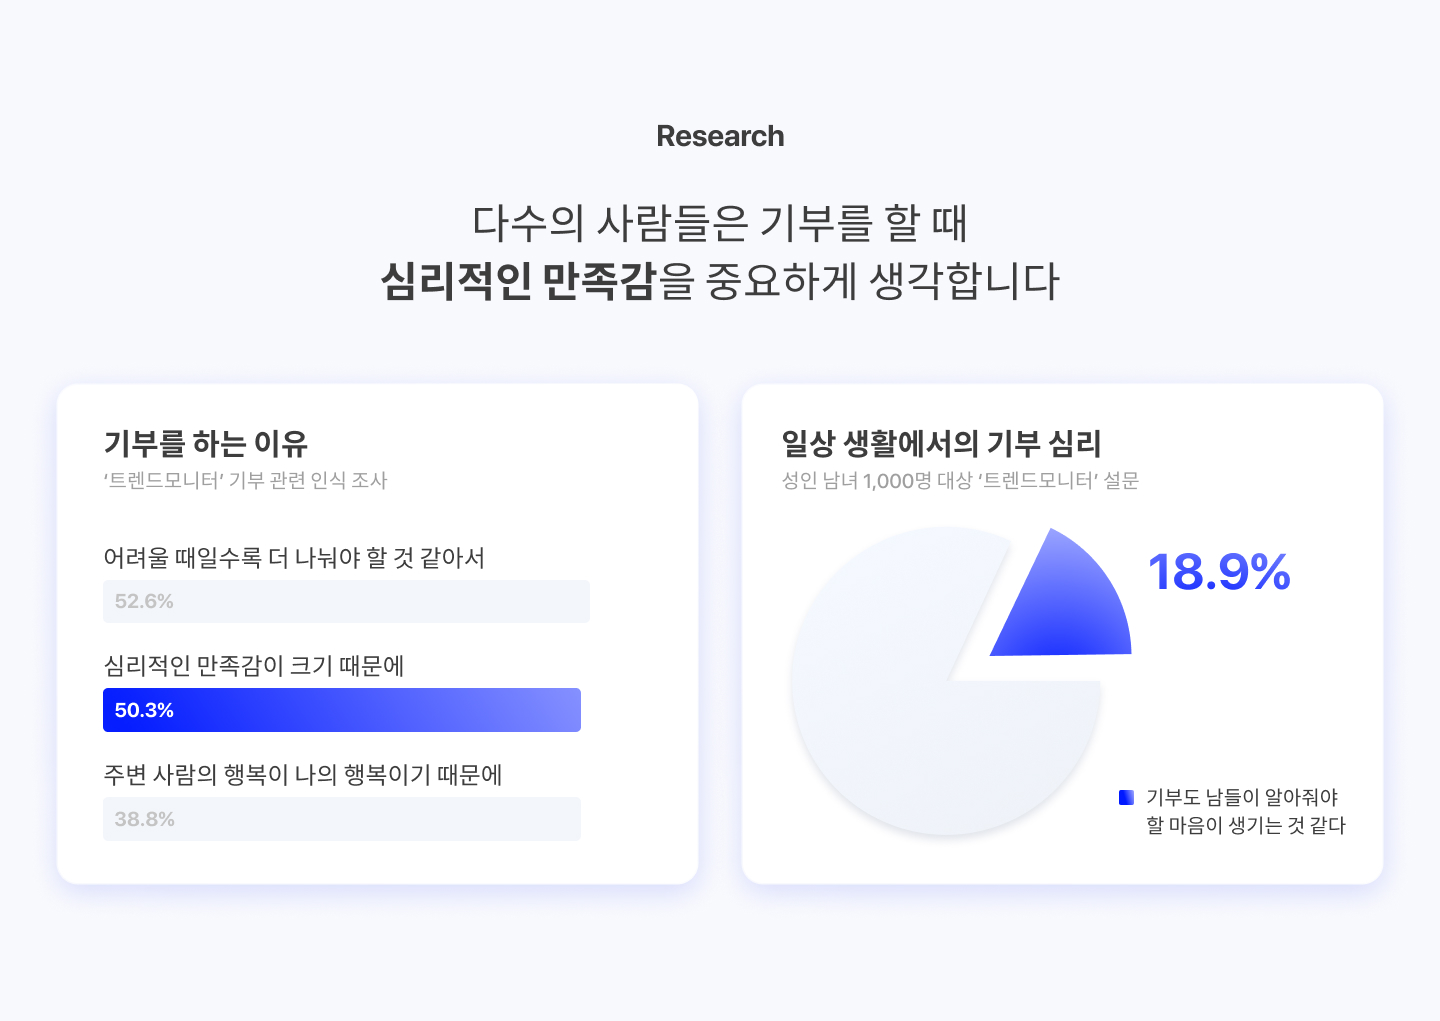 Research
다수의 사람들은 기부를 할 때
심리적인 만족감을 중요하게 생각합니다
기부를 하는 이유
‘트렌드모니터’ 기부 관련 인식 조사
어려울 때일수록 더 나눠야 할 것 같아서
52.6%
심리적인 만족감이 크기 때문에
50.3%
주변 사람의 행복이 나의 행복이기 때문에
38.8%
일상 생활에서의 기부 심리
성인 남녀 1,000명 대상 ‘트렌드모니터’ 설문
18.9%
기부도 남들이 알아줘야
할 마음이 생기는 것 같다